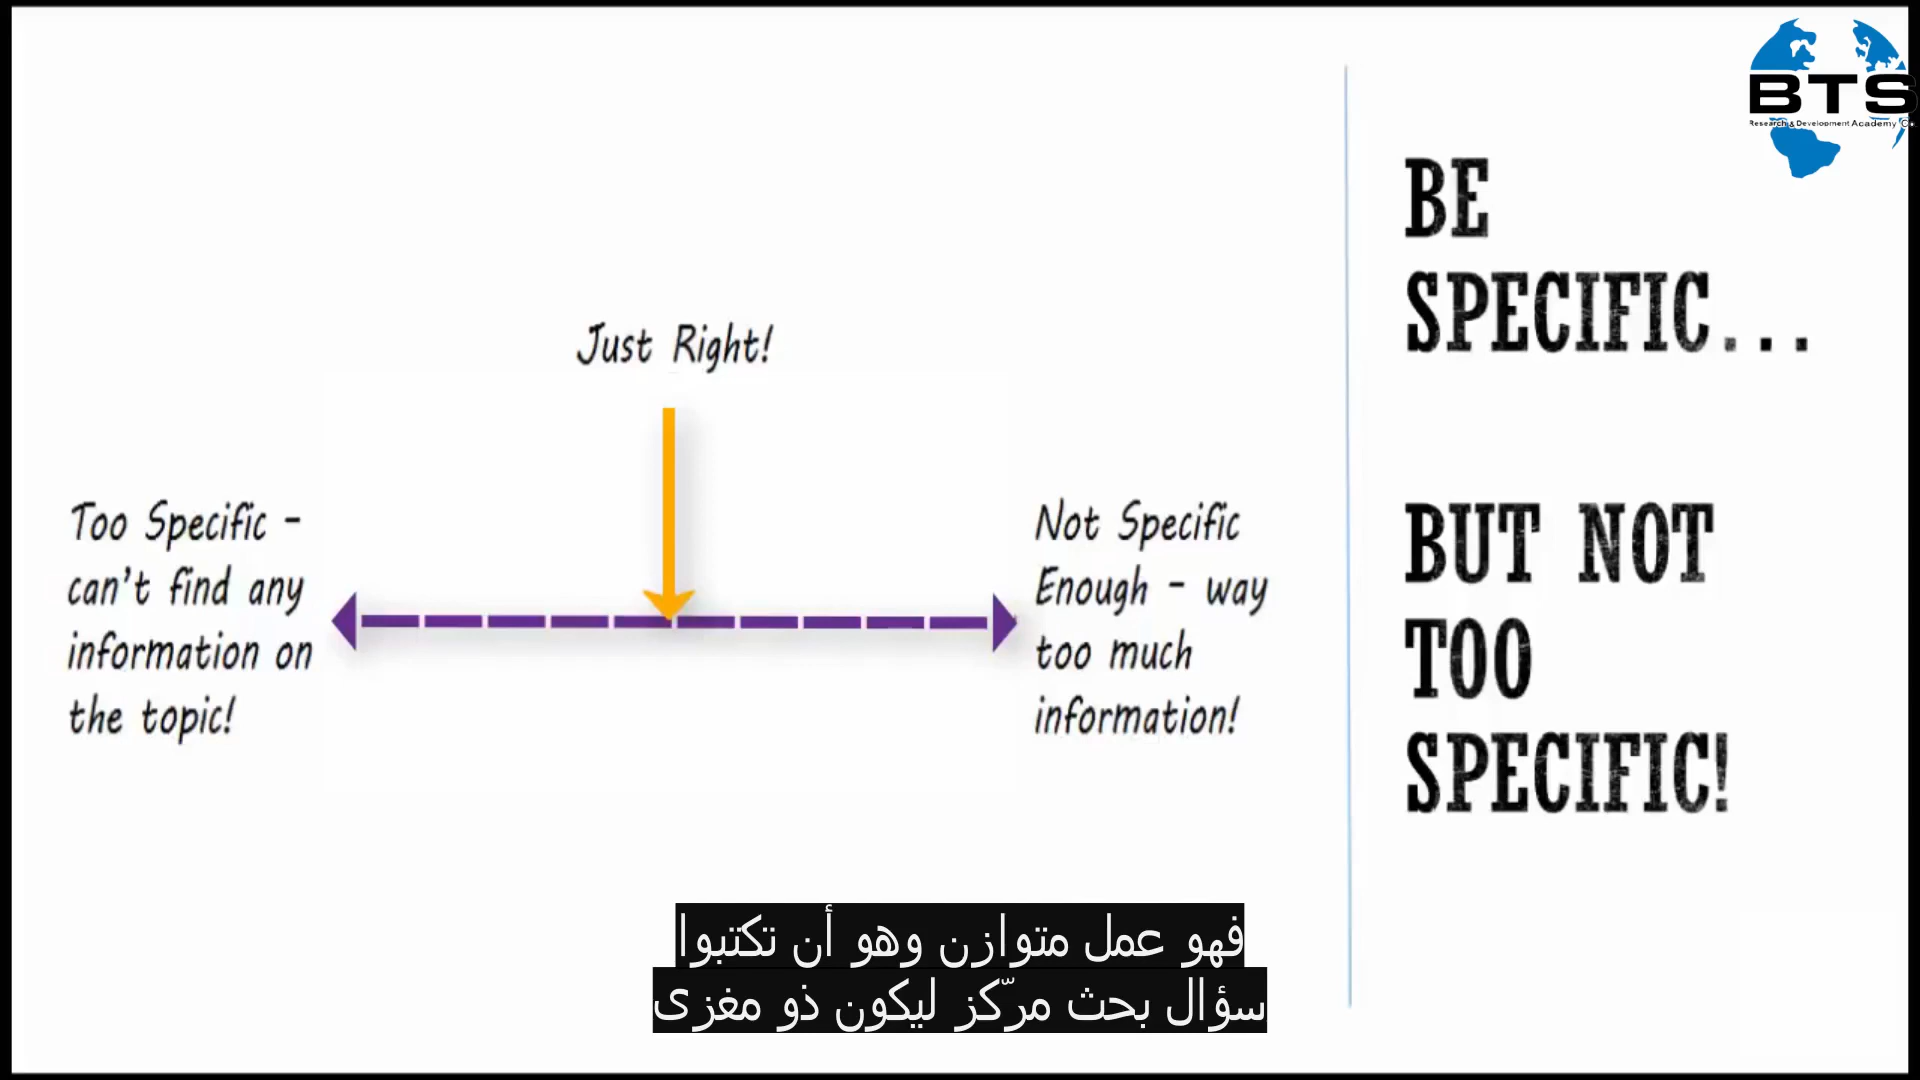 BTS
Research & Development Academy Co.
BE
SPECIFIC...
BUT NOT
TOO
SPECIFIC!
Just Right!
Too Specific -
can't find any
information on
the topic!
Not Specific
Enough - way
too much
information!
فهو عمل متوازن وهو أن تكتبوا
سؤال بحث مركّز ليكون ذو مغزى